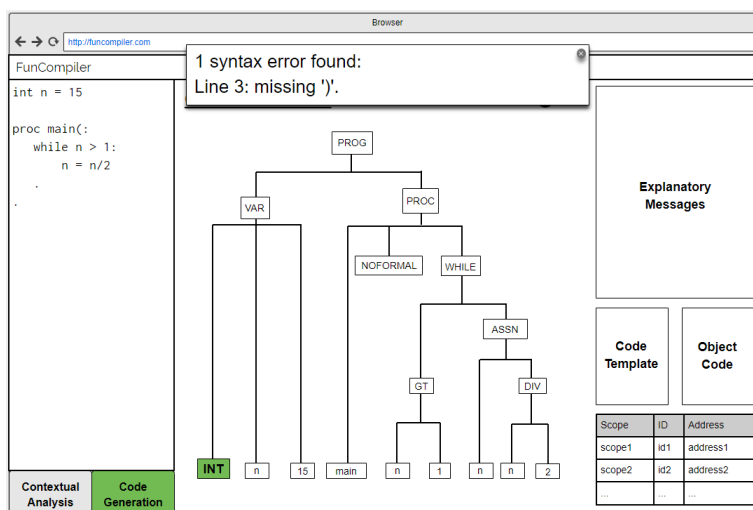 Browser
http://funcompiler.com
FunCompiler
1 syntax error found:
Line 3: missing ')'.
int n = 15
proc main(:
while n > 1:
n = n/2
.
.
PROG
VAR
PROC
NOFORMAL
WHILE
ASSN
GT
DIV
INT
n
15
main
n
1
n
n
2
Explanatory
Messages
Code
Template
Object
Code
Scope ID Address
scope1 id1 address1
scope2 id2 address2
... ... ...
Contextual
Analysis
Code
Generation